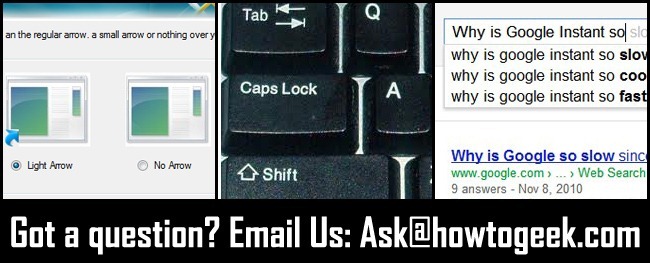 an the regular arrow. a small arrow or nothing over y
Light Arrow
No Arrow
Tab
Q
Caps Lock
A
Shift
Why is Google Instant so slo
why is google instant so slow
why is google instant so coo
why is google instant so fast
Why is Google so slow since
www.google.com › ... › Web Search
9 answers - Nov 8, 2010
Got a question? Email Us: Ask@howtogeek.com